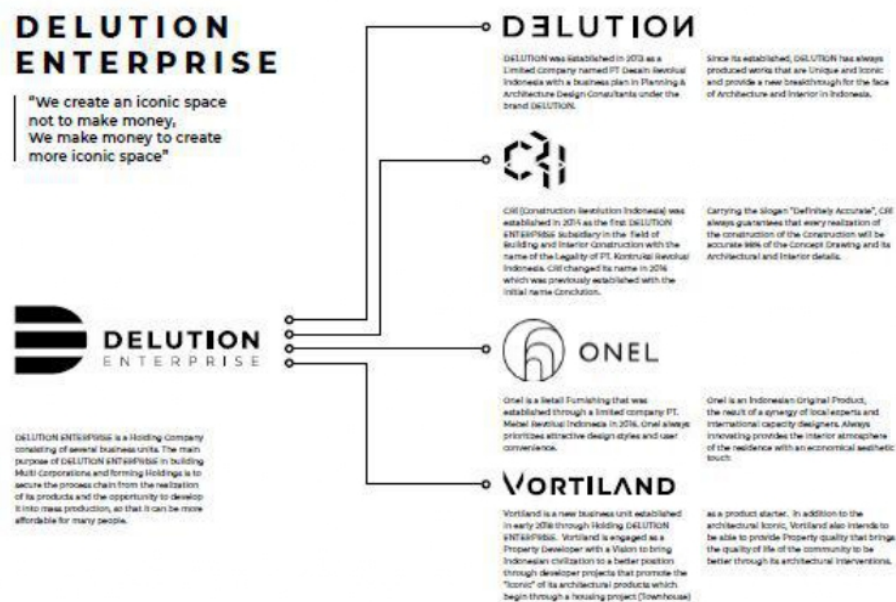 DELUTION
ENTERPRISE
"We create an iconic space
not to make money,
We make money to create
more iconic space"
DELUTION
ENTERPRISE
DELUTION ENTERPRISE is a Holding Company
consisting of several business units. The main
purpose of DELUTION ENTERPRISE in building
Multi Corporations and forming Holdings is to
secure the process chain from the realization
of its products and the opportunity to develop
it into mass production, so that it can be more
affordable for many people.
DELUTION
DELUTION was Established in 2013 as a
Limited Company named PT Desain Revolusi
Indonesia with a business plan in Planning &
Architecture Design Consultants under the
brand DELUTION.
Since its established, DELUTION has always
produced works that are Unique and Iconic
and provide a new breakthrough for the face
of Architecture and Interior in Indonesia.
CRI
CRI (Construction Revolution Indonesia) was
established in 2014 as the first DELUTION
ENTERPRISE Subsidiary in the field of
Building and Interior Construction with the
name of the Legality of PT. Kontruksi Revolusi
Indonesia. CRI changed its name in 2016
which was previously established with the
initial name Conclution.
Carrying the Slogan "Definitely Accurate", CRI
always guarantees that every realization of
the construction of the Construction will be
accurate 98% of the Concept Drawing and its
Architectural and Interior details.
ONEL
Onel is a Retail Furnishing that was
established through a limited company PT.
Mebel Revolusi Indonesia in 2016. Onel always
prioritizes attractive design styles and user
convenience.
Onel is an Indonesian Original Product,
the result of a synergy of local experts and
international capacity designers. Always
innovating provides the interior atmosphere
of the residence with an economical aesthetic
touch
VORTILAND
Vortiland is a new business unit established
in early 2018 through Holding DELUTION
ENTERPRISE. Vortiland is engaged as a
Property Developer with a Vision to bring
Indonesian civilization to a better position
through developer projects that promote the
"Iconic" of its architectural products which
begin through a housing project (Townhouse)
as a product starter. In addition to the
architectural Iconic, Vortiland also intends to
be able to provide Property quality that brings
the quality of life of the community to be
better through its architectural interventions.